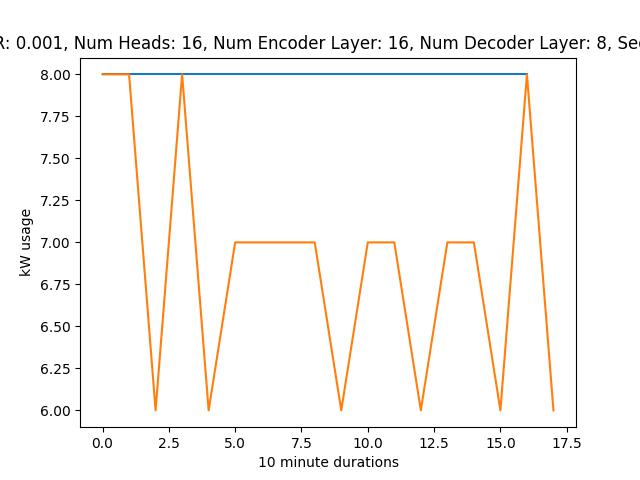 R: 0.001, Num Heads: 16, Num Encoder Layer: 16, Num Decoder Layer: 8,
8.00
7.75
7.50
7.25
7.00
6.75
6.50
6.25
6.00
kW usage
0.0 2.5 5.0 7.5 10.0 12.5 15.0 17.5
10 minute durations